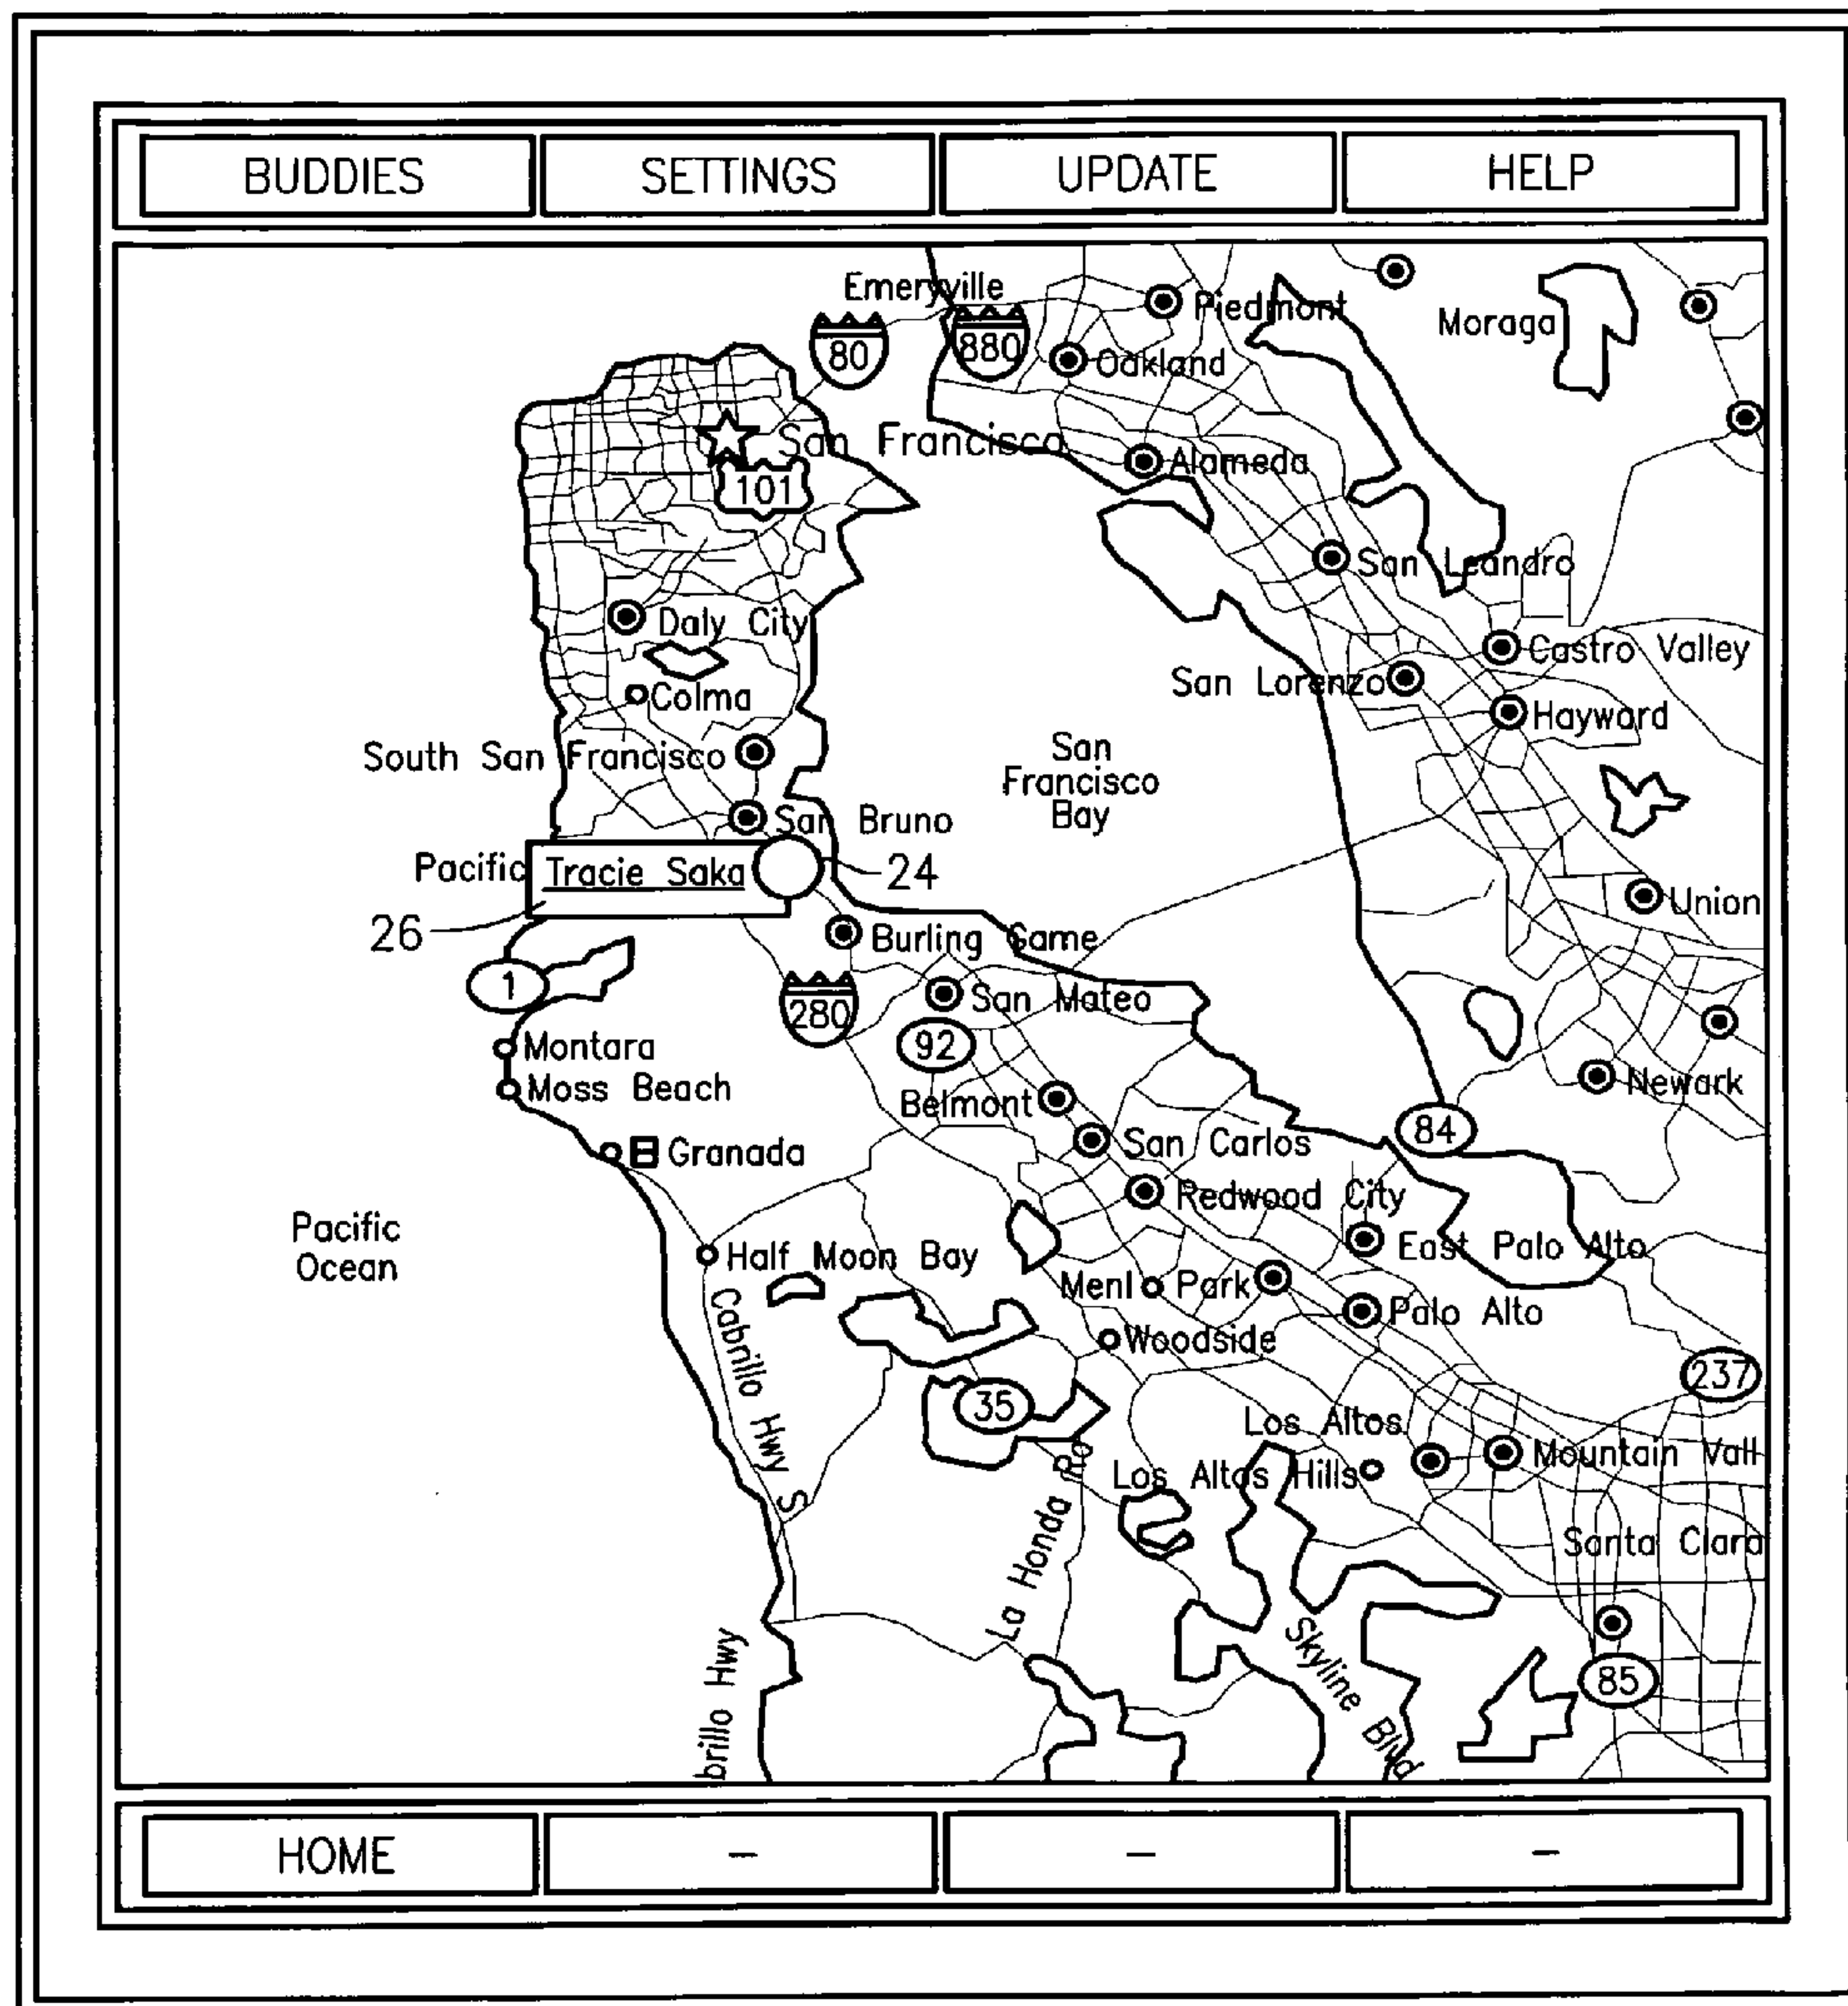 BUDDIES
SETTINGS
UPDATE
HELP
Emeryville
Piedmont
Moraga
80
880
Oakland
San Francisco
Alameda
101
San Leandro
Daly City
Castro Valley
San Lorenzo
Colma
Hayward
South San Francisco
San
Francisco
Bay
San Bruno
Pacific
Tracie Saka
24
Union
26
Burling Game
1
280
San Mateo
92
Montara
Newark
Moss Beach
Belmont
84
San Carlos
Granada
Redwood City
Pacific
Ocean
East Palo Alto
Half Moon Bay
Menl Park
Palo Alto
Woodside
Cabrillo Hwy S
237
35
Los Altos
Mountain Vall
Los Altos Hills
La Honda Ro
Santa Clara
Skyline Blvd
85
brillo Hwy
HOME
–
–
–